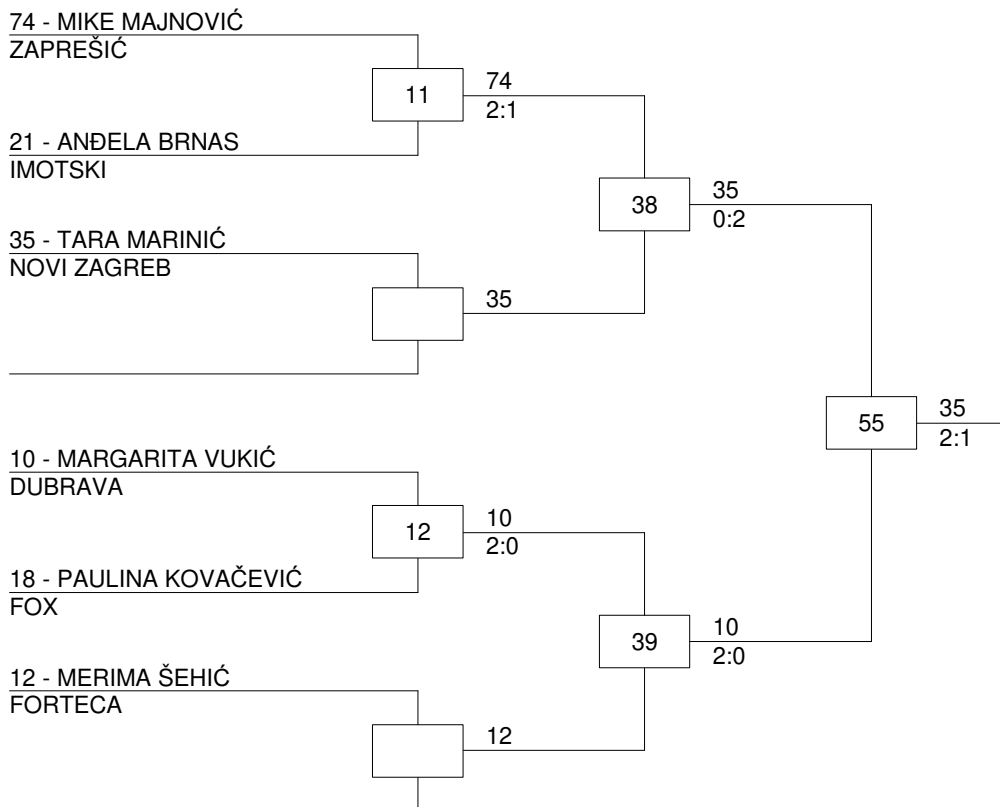 74 - MIKE MAJNOVIĆ
ZAPREŠIĆ
11
74
2:1
21 - ANĐELA BRNAS
IMOTSKI
38
35
0:2
35 - TARA MARINIĆ
NOVI ZAGREB
35
55
35
2:1
10 - MARGARITA VUKIĆ
DUBRAVA
12
10
2:0
18 - PAULINA KOVAČEVIĆ
FOX
39
10
2:0
12 - MERIMA ŠEHIĆ
FORTECA
12